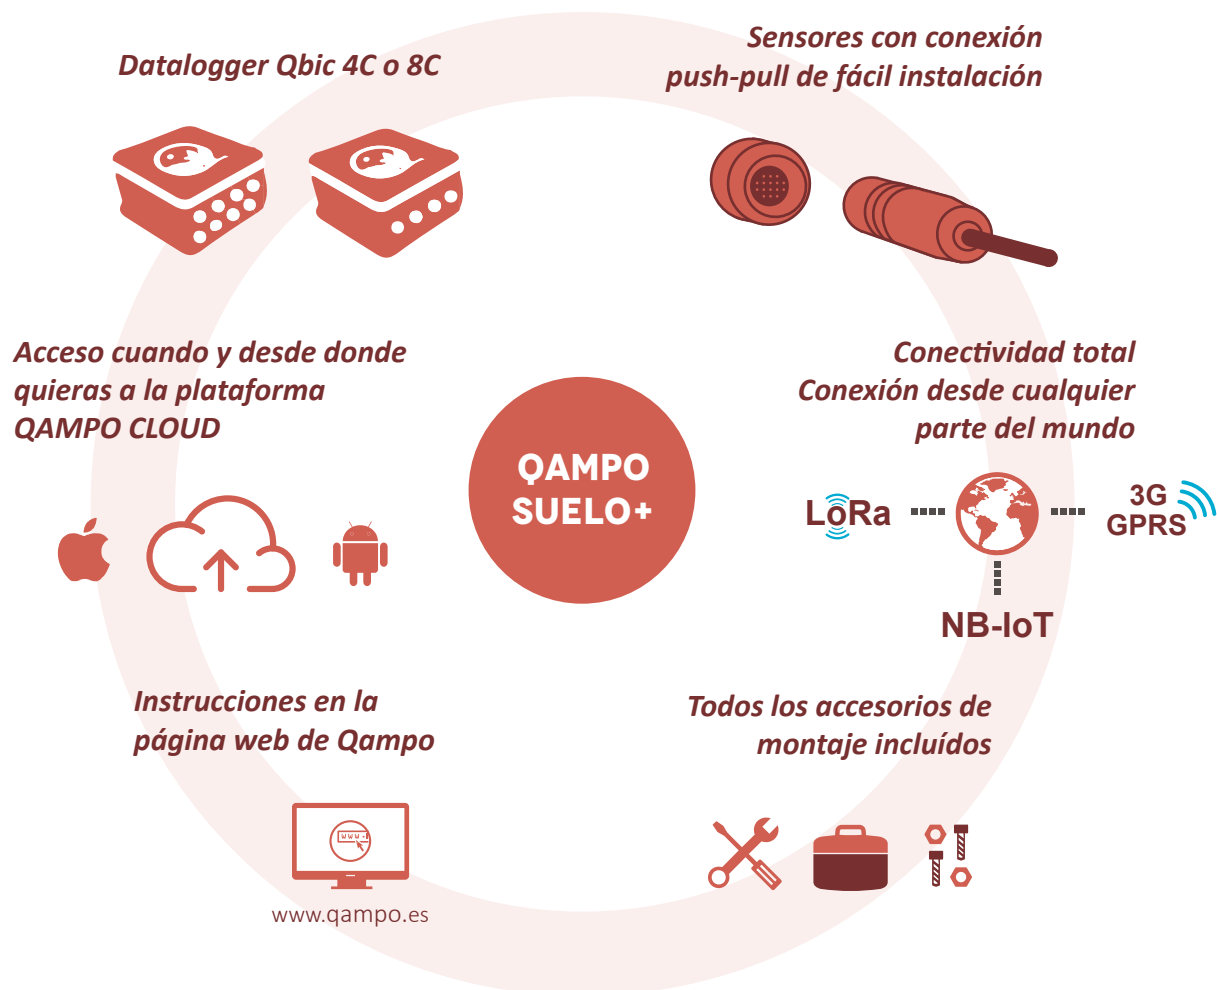 Datalogger Qbic 4C o 8C
Sensores con conexión
push-pull de fácil instalación
Acceso cuando y desde donde
quieras a la plataforma
QAMPO CLOUD
Conectividad total
Conexión desde cualquier
parte del mundo
QAMPO
SUELO+
LoRa
3G
GPRS
NB-IoT
Instrucciones en la
página web de Qampo
www.
www.qampo.es
Todos los accesorios de
montaje incluídos